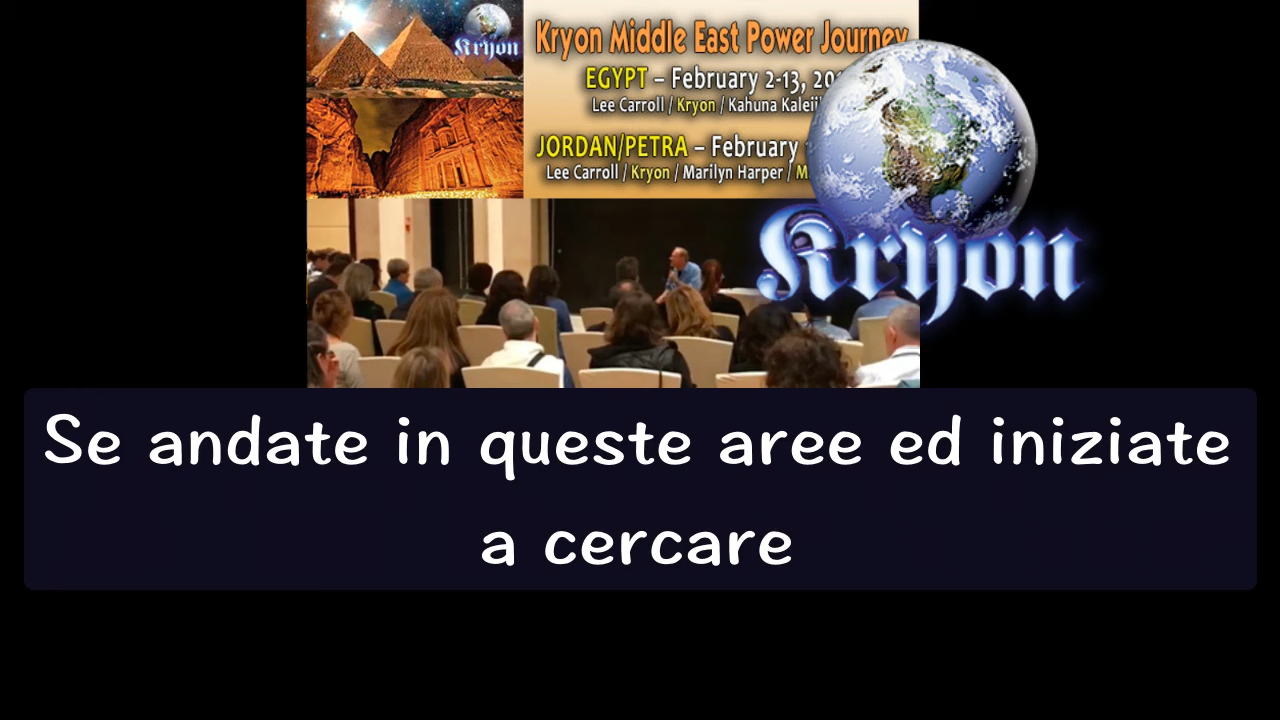 Kryon
Kryon Middle East Power Journey
EGYPT – February 2-13,
Lee Carroll / Kryon / Kahuna
JORDAN/PETRA – February
Lee Carroll / Kryon / Marilyn Harper /
Kryon
Se andate in queste aree ed iniziate
a cercare